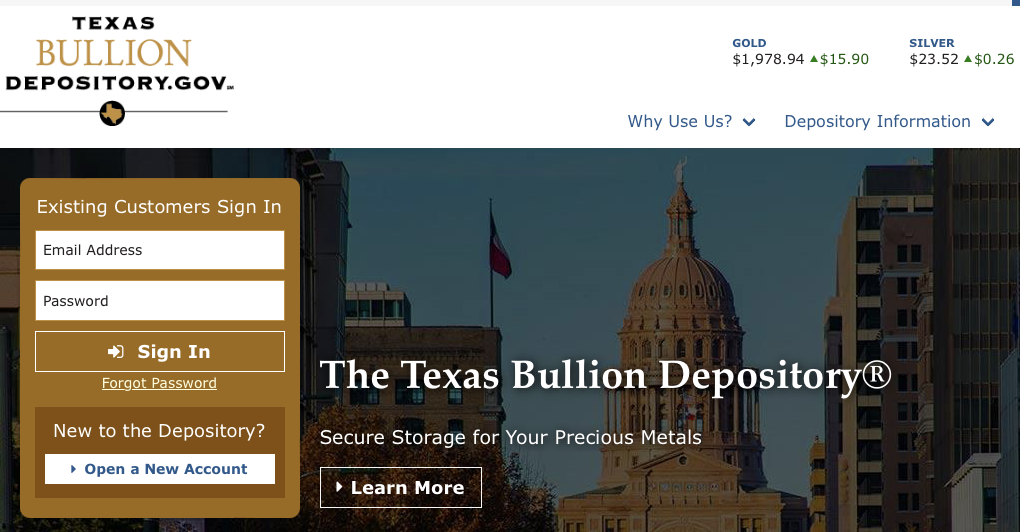 TEXAS
BULLION
DEPOSITORY.GOV℠
GOLD
$1,978.94 ▲$15.90
SILVER
$23.52 ▲$0.26
Why Use Us?
Depository Information
Existing Customers Sign In
Email Address
Password
Sign In
Forgot Password
New to the Depository?
Open a New Account
The Texas Bullion Depository®
Secure Storage for Your Precious Metals
Learn More